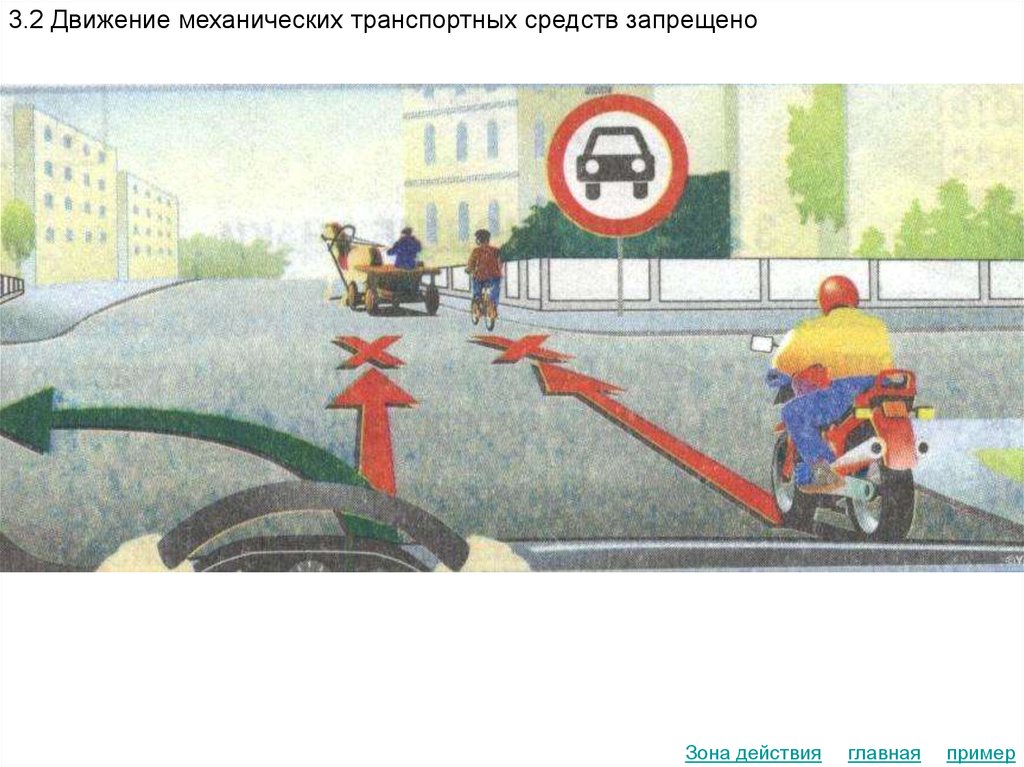 3.2 Движение механических транспортных средств запрещено
Зона действия главная пример